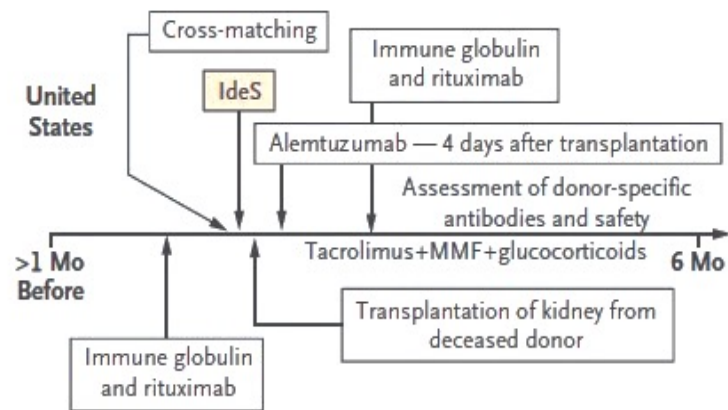 Cross-matching
Immune globulin
and rituximab
United
States
IdeS
Alemtuzumab — 4 days after transplantation
Assessment of donor-specific
antibodies and safety
Tacrolimus+MMF+glucocorticoids
>1 Mo
Before
6 Mo
Transplantation of kidney from
deceased donor
Immune globulin
and rituximab